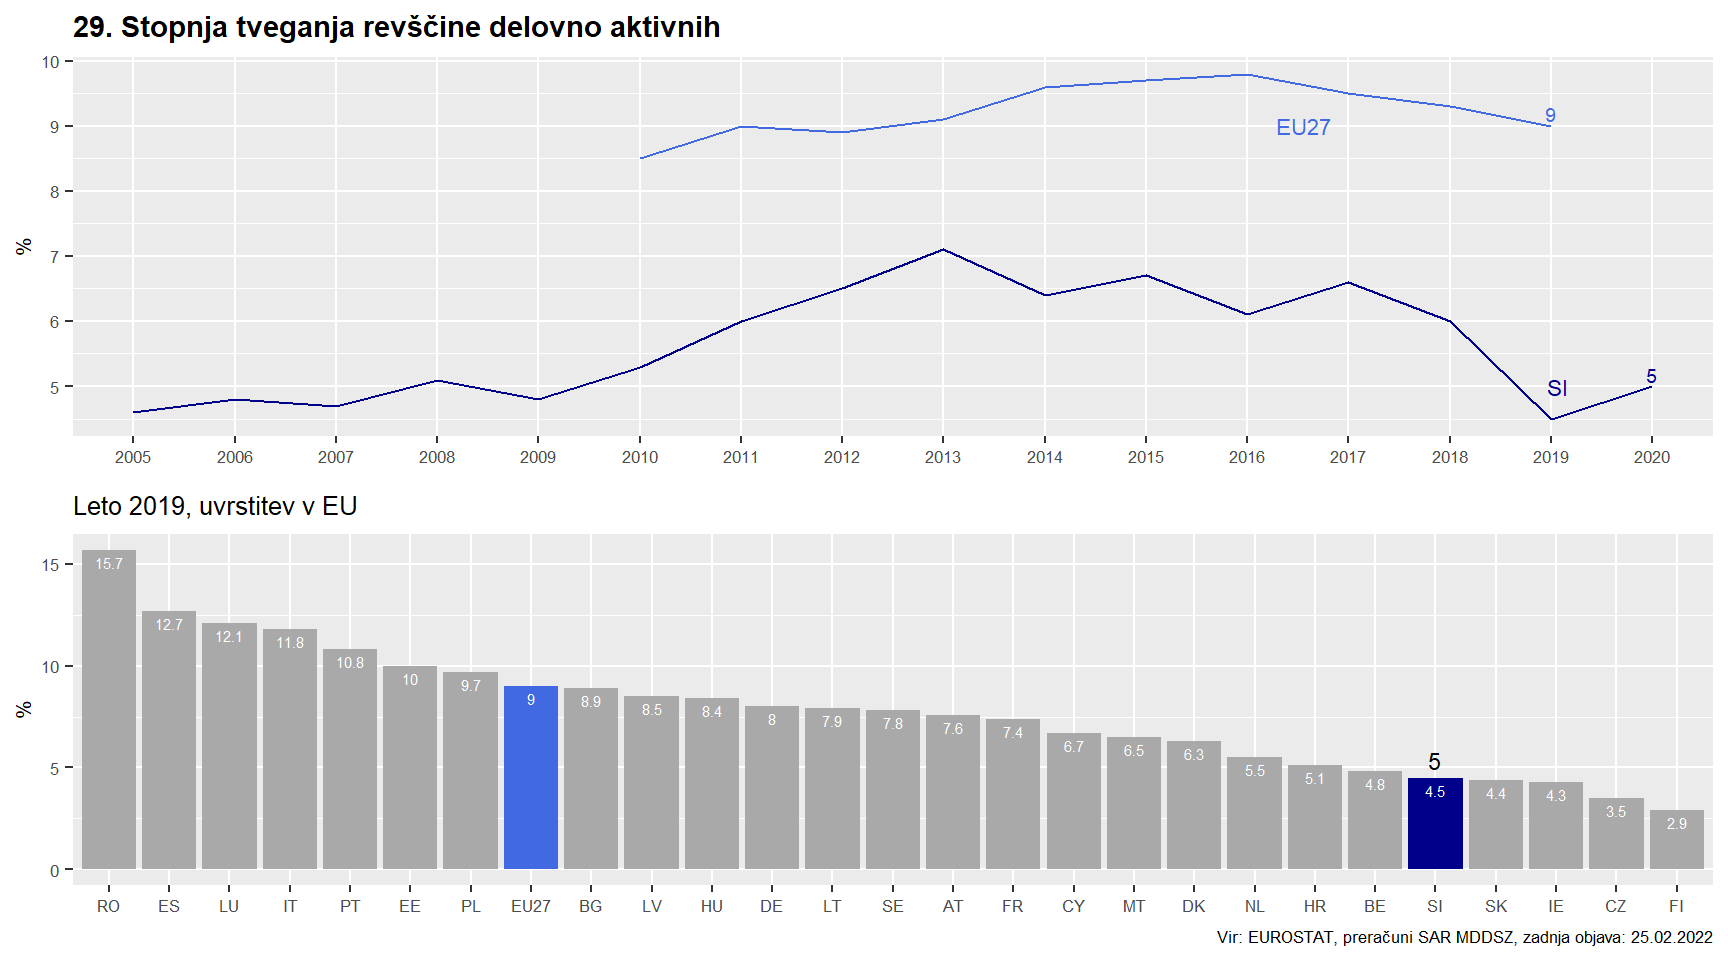 29. Stopnja tveganja revščine delovno aktivnih
10
9
8
7
6
5
%
EU27
9
SI
5
2005 2006 2007 2008 2009 2010 2011 2012 2013 2014 2015 2016 2017 2018 2019 2020
Leto 2019, uvrstitev v EU
15
10
5
0
%
15.7 12.7 12.1 11.8 10.8 10 9.7 9 8.9 8.5 8.4 8 7.9 7.8 7.6 7.4 6.7 6.5 6.3 5.5 5.1 4.8 4.5 4.4 4.3 3.5 2.9
5
RO ES LU IT PT EE PL EU27 BG LV HU DE LT SE AT FR CY MT DK NL HR BE SI SK IE CZ FI
Vir: EUROSTAT, preračuni SAR MDDSZ, zadnja objava: 25.02.2022